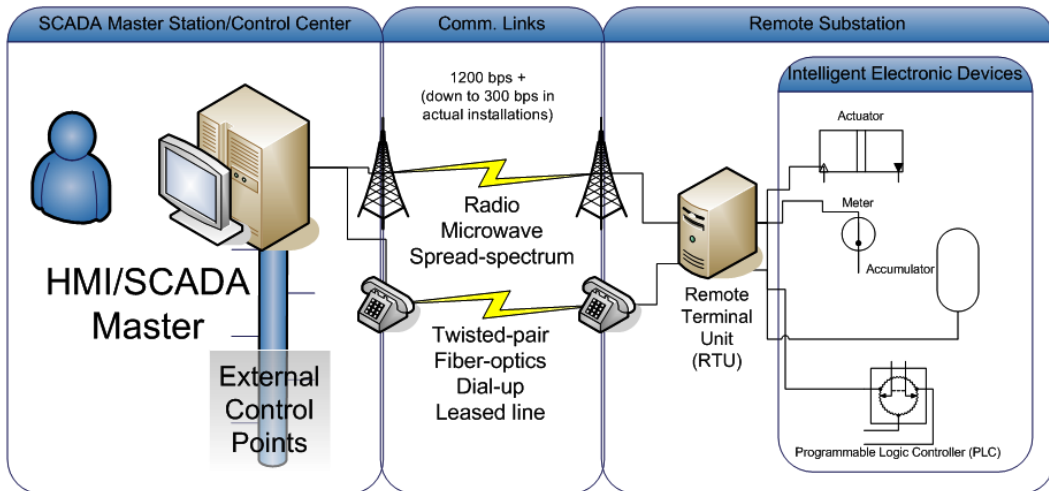 SCADA Master Station/Control Center
Comm. Links
Remote Substation
1200 bps +
(down to 300 bps in
actual installations)
Intelligent Electronic Devices
Actuator
Meter
Accumulator
Radio
Microwave
Spread-spectrum
HMI/SCADA
Master
Remote
Terminal
Unit
(RTU)
Twisted-pair
Fiber-optics
Dial-up
Leased line
External
Control
Points
Programmable Logic Controller (PLC)